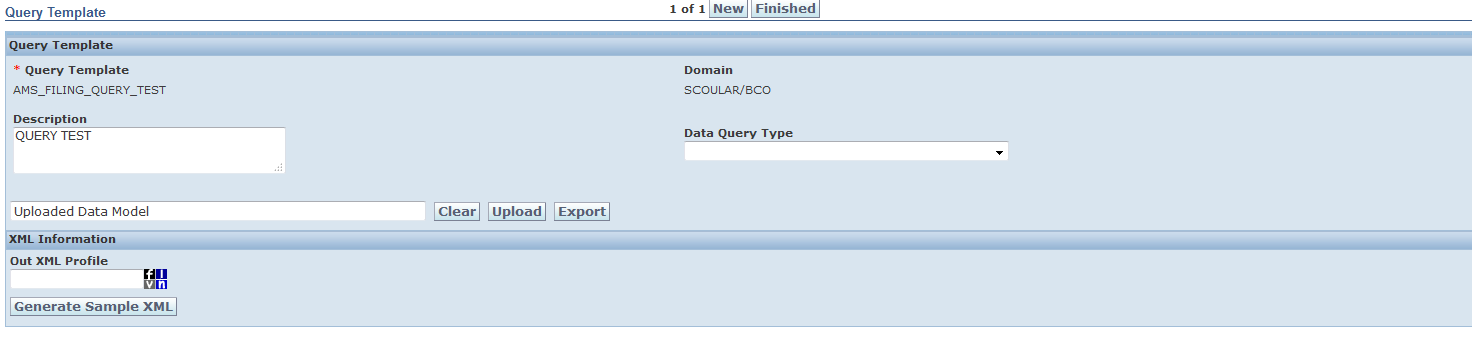 Query Template
1 of 1 New Finished
Query Template
* Query Template
AMS_FILING_QUERY_TEST
Domain
SCOULAR/BCO
Description
QUERY TEST
Data Query Type
Uploaded Data Model Clear Upload Export
XML Information
Out XML Profile
f i
v n
Generate Sample XML